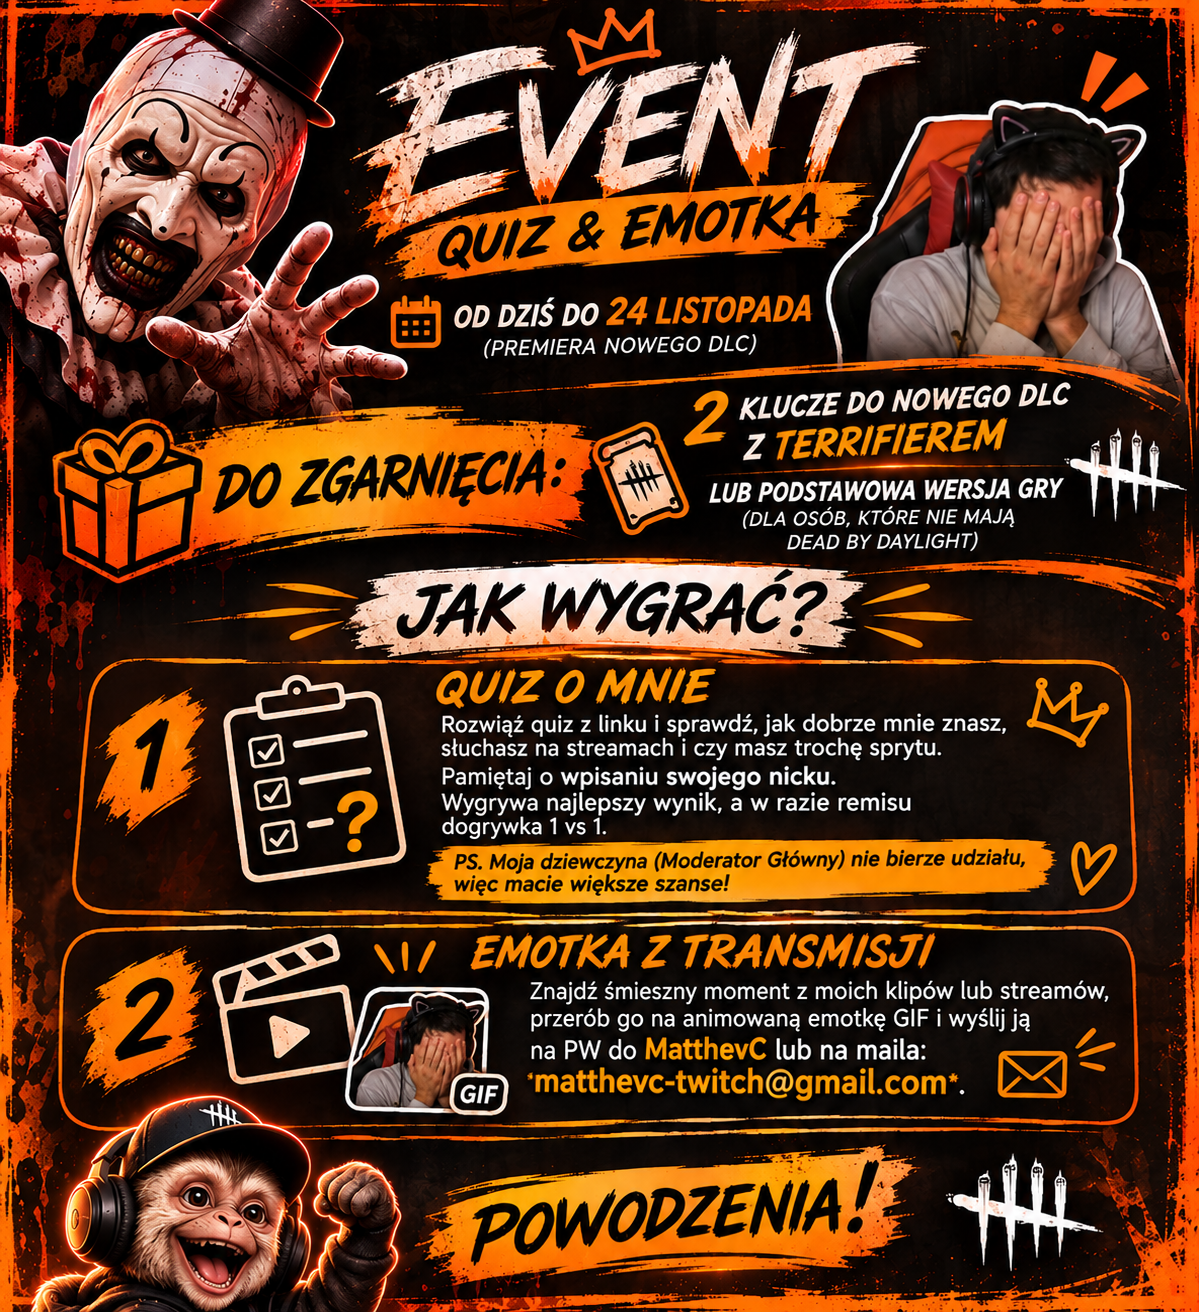 EVENT
QUIZ & EMOTKA
OD DZIŚ DO 24 LISTOPADA
(PREMIERA NOWEGO DLC)
DO ZGARNIĘCIA:
2 KLUCZE DO NOWEGO DLC
Z TERRIFIEREM
LUB PODSTAWOWA WERSJA GRY
(DLA OSÓB, KTÓRE NIE MAJĄ
DEAD BY DAYLIGHT)
JAK WYGRAĆ?
1
QUIZ O MNIE
Rozwiąż quiz z linku i sprawdź, jak dobrze mnie znasz,
słuchasz na streamach i czy masz trochę sprytu.
Pamiętaj o wpisaniu swojego nicku.
Wygrywa najlepszy wynik, a w razie remisu
dogrywka 1 vs 1.
?
PS. Moja dziewczyna (Moderator Główny) nie bierze udziału,
więc macie większe szanse!
2
EMOTKA Z TRANSMISJI
Znajdź śmieszny moment z moich klipów lub streamów,
przerób go na animowaną emotkę GIF i wyślij ją
na PW do MatthevC lub na maila:
*matthevc-twitch@gmail.com*.
GIF
POWODZENIA!